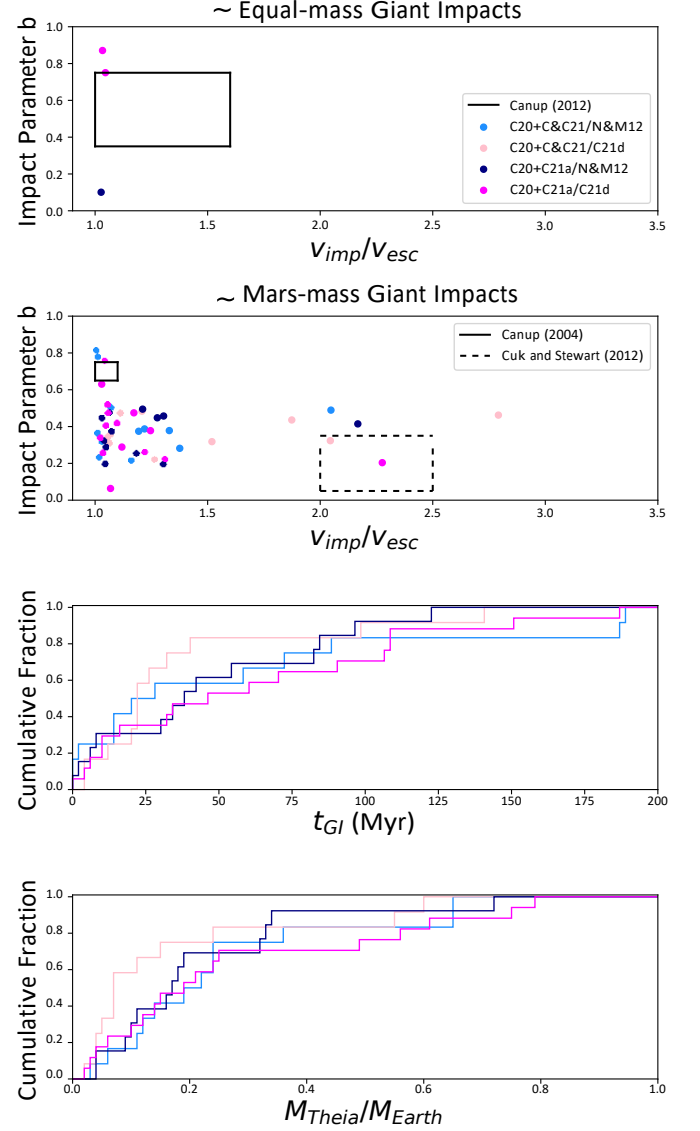 ~ Equal-mass Giant Impacts
Impact Parameter b
1.0
0.8
0.6
0.4
0.2
0.0
Canup (2012)
C20+C&C21/N&M12
C20+C&C21/C21d
C20+C21a/N&M12
C20+C21a/C21d
1.0 1.5 2.0 2.5 3.0 3.5
v_imp/v_esc
~ Mars-mass Giant Impacts
Impact Parameter b
1.0
0.8
0.6
0.4
0.2
0.0
Canup (2004)
Cuk and Stewart (2012)
1.0 1.5 2.0 2.5 3.0 3.5
v_imp/v_esc
Cumulative Fraction
1.0
0.8
0.6
0.4
0.2
0.0
0 25 50 75 100 125 150 175 200
t_GI (Myr)
Cumulative Fraction
1.0
0.8
0.6
0.4
0.2
0.0
0.0 0.2 0.4 0.6 0.8 1.0
M_Theia/M_Earth